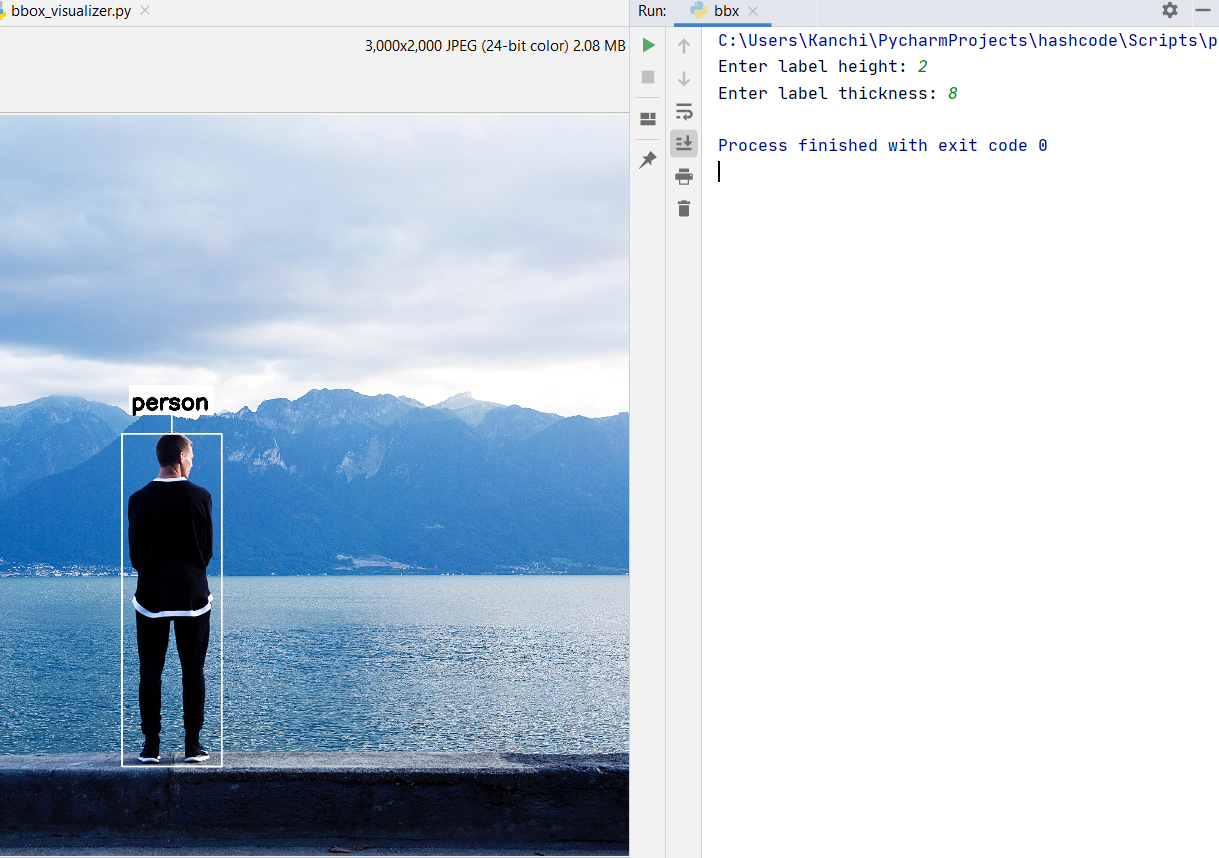 bbox_visualizer.py
3,000x2,000 JPEG (24-bit color) 2.08 MB
person
Run: bbx
C:\Users\Kanchi\PycharmProjects\hashcode\Scripts\p
Enter label height: 2
Enter label thickness: 8
Process finished with exit code 0